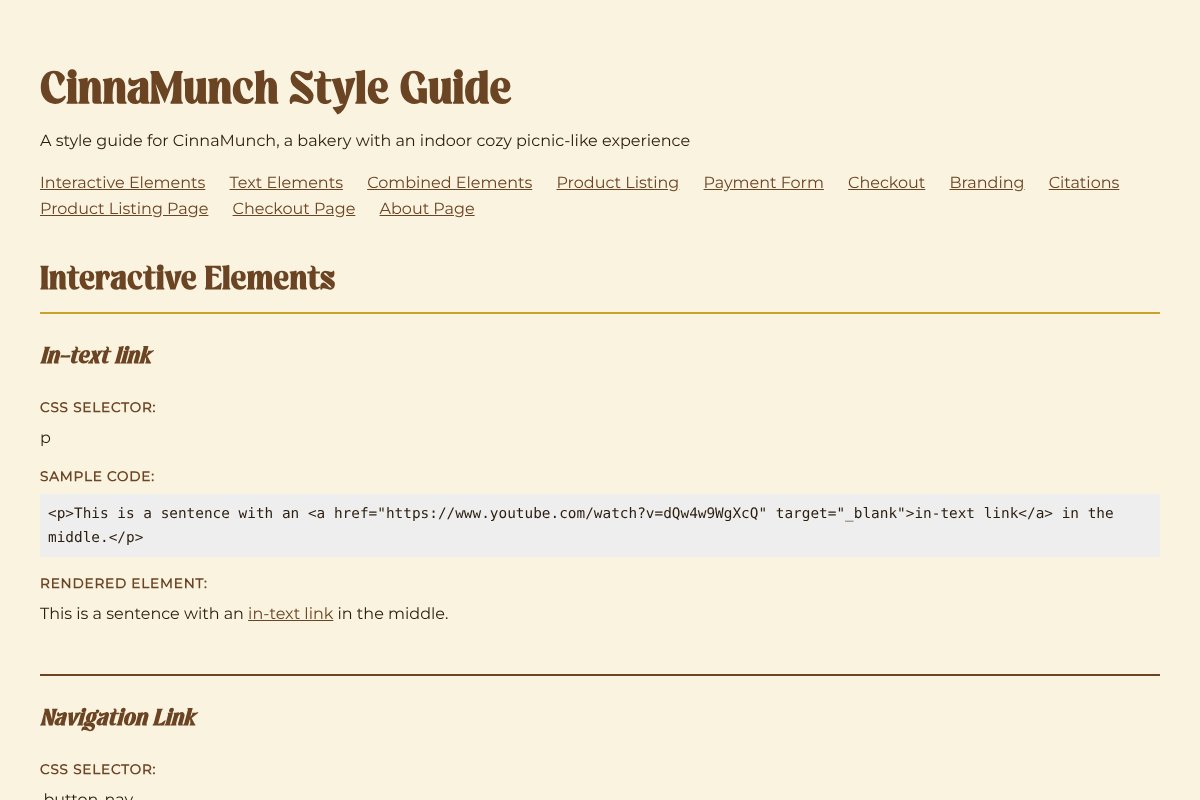 CinnaMunch Style Guide
A style guide for CinnaMunch, a bakery with an indoor cozy picnic-like experience
Interactive Elements Text Elements Combined Elements Product Listing Payment Form Checkout Branding Citations
Product Listing Page Checkout Page About Page
Interactive Elements
In-text link
CSS SELECTOR:
p
SAMPLE CODE:
<p>This is a sentence with an <a href="https://www.youtube.com/watch?v=dQw4w9WgXcQ" target="_blank">in-text link</a> in the
middle.</p>
RENDERED ELEMENT:
This is a sentence with an in-text link in the middle.
Navigation Link
CSS SELECTOR:
.button-nav